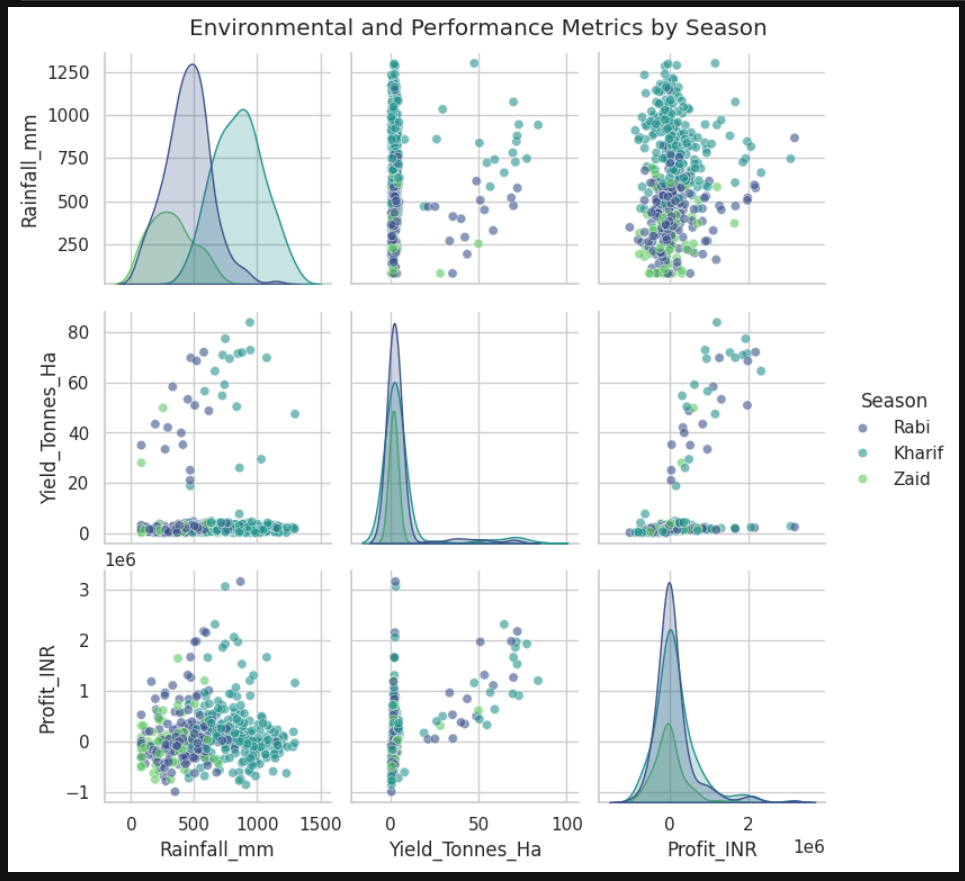 Environmental and Performance Metrics by Season
Rainfall_mm
1250
1000
750
500
250
Yield_Tonnes_Ha
80
60
40
20
0
Season
Rabi
Kharif
Zaid
1e6
Profit_INR
3
2
1
0
−1
0 500 1000 1500
0 50 100
0 2
1e6
Rainfall_mm
Yield_Tonnes_Ha
Profit_INR